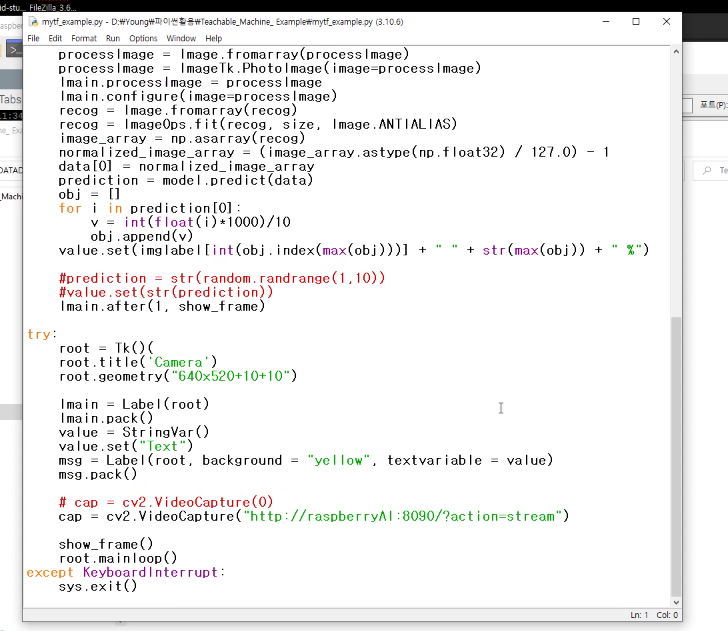 FileZilla_3.6...
mytf_example.py - D:₩Young₩파이썬활용₩Teachable_Machine_ Example₩mytf_example.py (3.10.6)
File Edit Format Run Options Window Help
processImage = Image.fromarray(processImage)
processImage = ImageTk.PhotoImage(image=processImage)
lmain.processImage = processImage
lmain.configure(image=processImage)
recog = Image.fromarray(recog)
recog = ImageOps.fit(recog, size, Image.ANTIALIAS)
image_array = np.asarray(recog)
normalized_image_array = (image_array.astype(np.float32) / 127.0) - 1
data[0] = normalized_image_array
prediction = model.predict(data)
obj = []
for i in prediction[0]:
v = int(float(i)*1000)/10
obj.append(v)
value.set(imglabel[int(obj.index(max(obj)))] + " " + str(max(obj)) + " %")
#prediction = str(random.randrange(1,10))
#value.set(str(prediction))
lmain.after(1, show_frame)
try:
root = Tk()(
root.title('Camera')
root.geometry("640x520+10+10")
lmain = Label(root)
lmain.pack()
value = StringVar()
value.set("Text")
msg = Label(root, background = "yellow", textvariable = value)
msg.pack()
# cap = cv2.VideoCapture(0)
cap = cv2.VideoCapture("http://raspberryAI:8090/?action=stream")
show_frame()
root.mainloop()
except KeyboardInterrupt:
sys.exit()
Ln: 1 Col: 0
Tabs
11:34
포트(P):